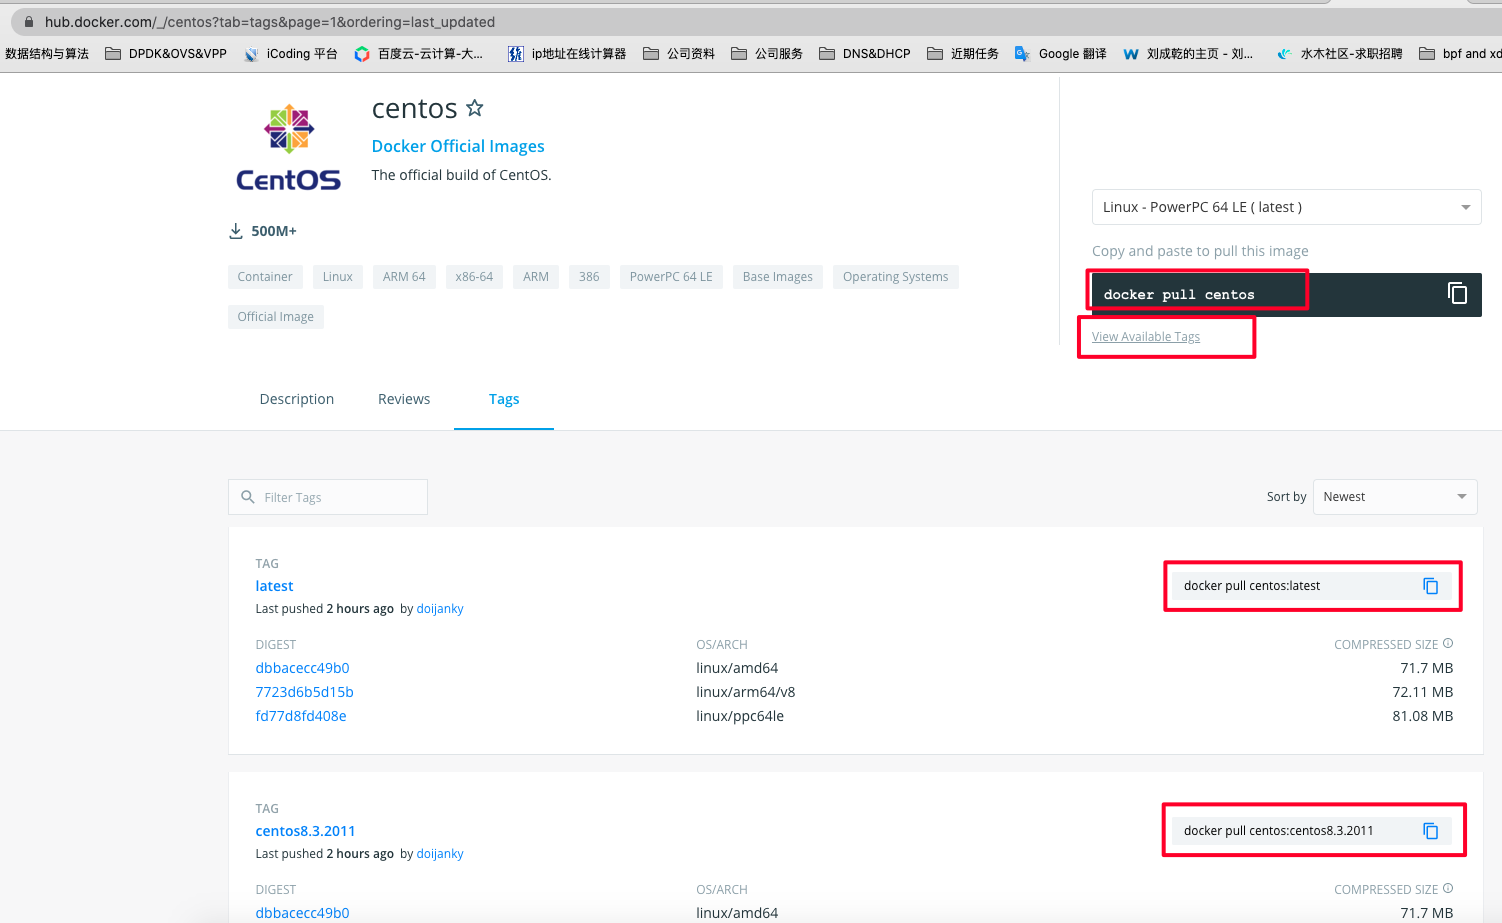 hub.docker.com/_/centos?tab=tags&page=1&ordering=last_updated
数据结构与算法 DPDK&OVS&VPP iCoding 平台 百度云-云计算-大... ip地址在线计算器 公司资料 公司服务 DNS&DHCP 近期任务 Google 翻译 刘成乾的主页 - 刘... 水木社区-求职招聘 bpf and xd
centos
Docker Official Images
The official build of CentOS.
CentOS
500M+
Container Linux ARM 64 x86-64 ARM 386 PowerPC 64 LE Base Images Operating Systems
Official Image
Linux - PowerPC 64 LE ( latest )
Copy and paste to pull this image
docker pull centos
View Available Tags
Description Reviews Tags
Filter Tags
Sort by Newest
TAG
latest
Last pushed 2 hours ago by doijanky
docker pull centos:latest
DIGEST OS/ARCH COMPRESSED SIZE
dbbacecc49b0 linux/amd64 71.7 MB
7723d6b5d15b linux/arm64/v8 72.11 MB
fd77d8fd408e linux/ppc64le 81.08 MB
TAG
centos8.3.2011
Last pushed 2 hours ago by doijanky
docker pull centos:centos8.3.2011
DIGEST OS/ARCH COMPRESSED SIZE
dbbacecc49b0 linux/amd64 71.7 MB